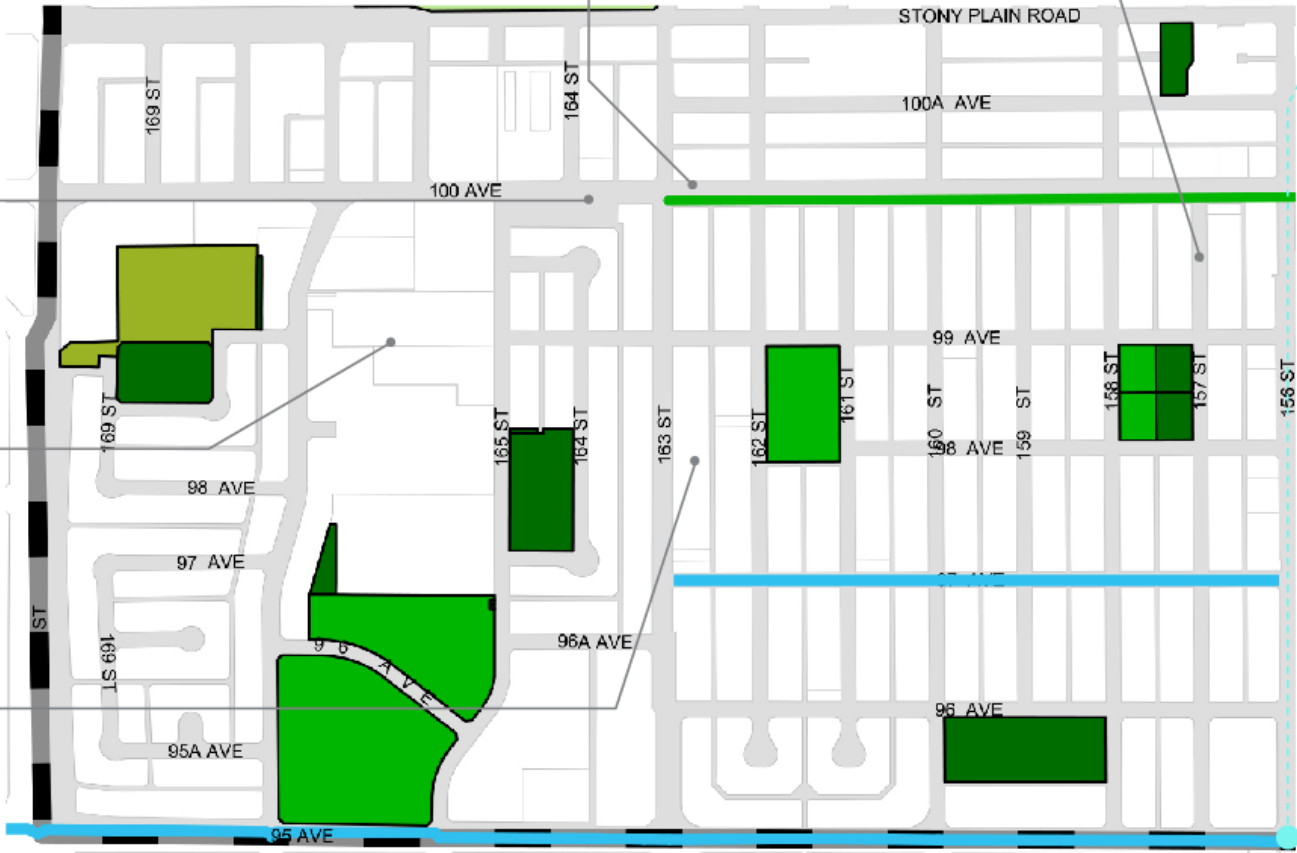 STONY PLAIN ROAD
169 ST
164 ST
100A AVE
100 AVE
99 AVE
169 ST
165 ST
164 ST
163 ST
162 ST
161 ST
160 ST
159 ST
158 ST
157 ST
156 ST
98 AVE
98 AVE
97 AVE
97 AVE
ST
169 ST
96 AVE
96A AVE
96 AVE
95A AVE
95 AVE